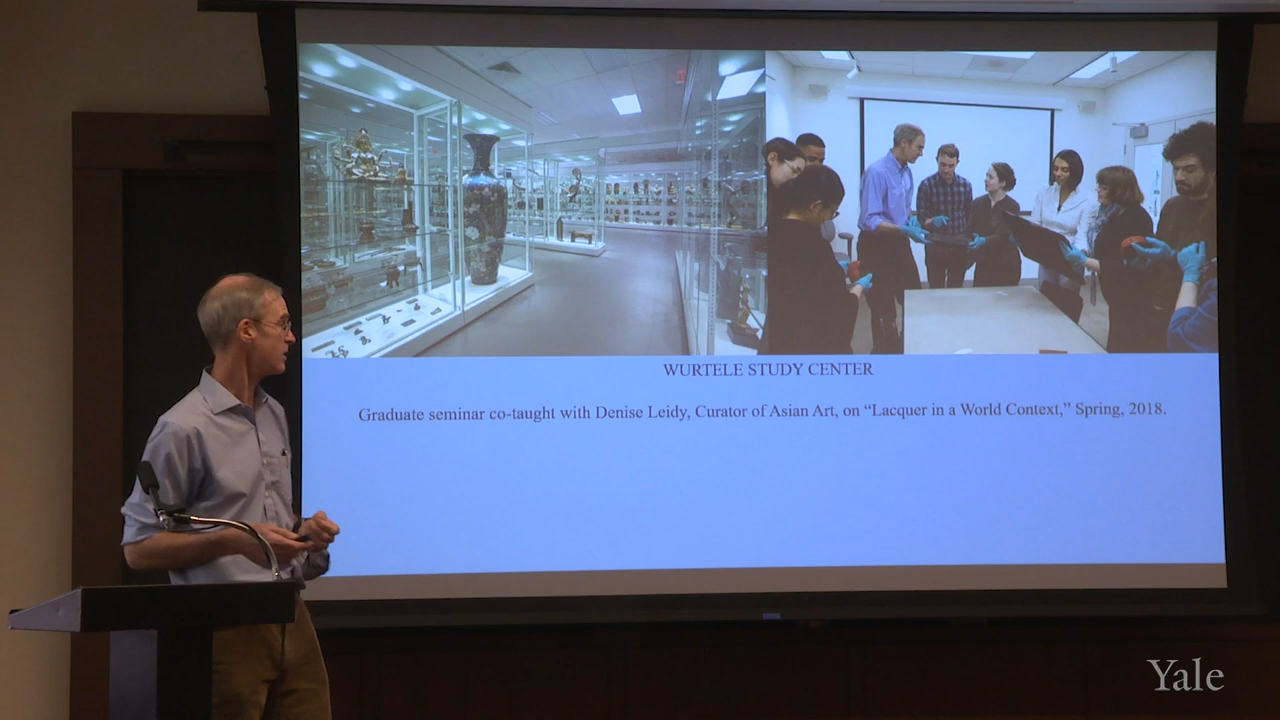 WURTELE STUDY CENTER
Graduate seminar co-taught with Denise Leidy, Curator of Asian Art, on “Lacquer in a World Context,” Spring, 2018.
Yale